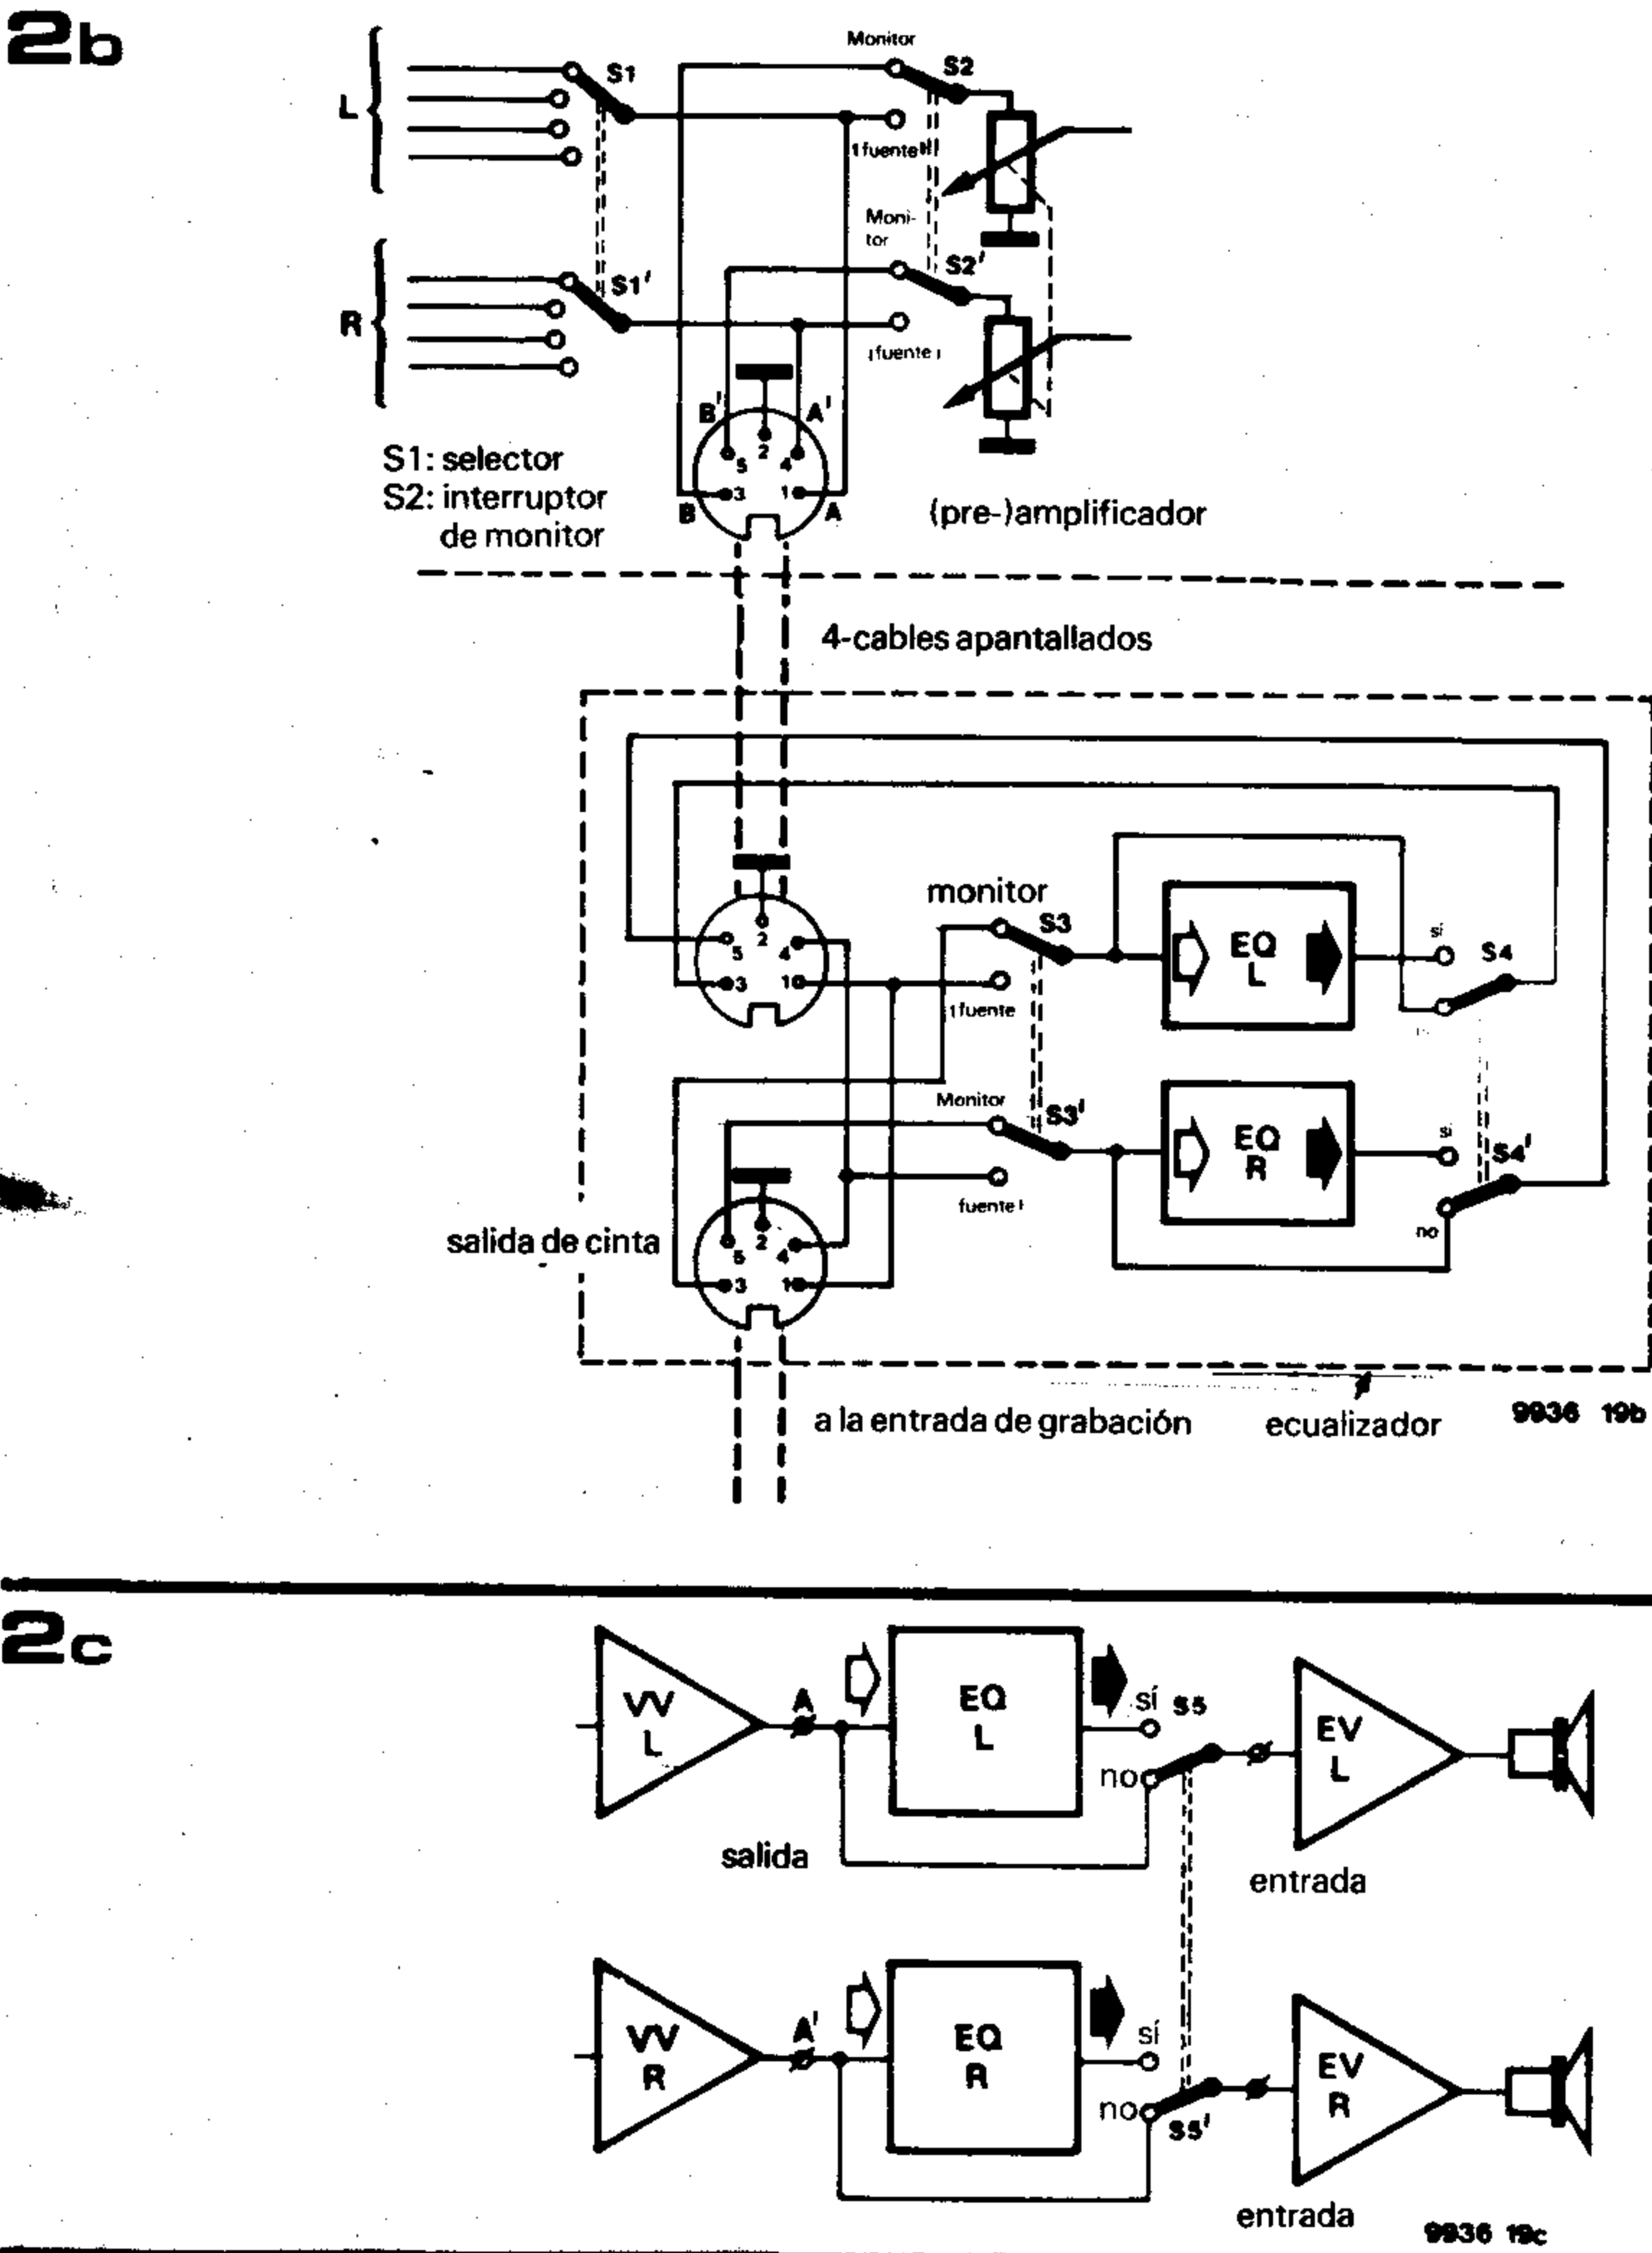 2b
Monitor
S1
S2
L
fuente
Moni-
tor
S1'
S2'
R
fuente
B'
A'
5
2
4
3
1
B
A
S1: selector
S2: interruptor
de monitor
(pre-)amplificador
4-cables apantallados
monitor
S3
EQ
L
sí
S4
5
2
4
3
1
fuente
Monitor
S3'
EQ
R
sí
S4'
fuente
no
salida de cinta
5
2
4
3
1
a la entrada de grabación
ecualizador
9936 19b
2c
VV
L
A
EQ
L
sí
S5
no
EV
L
salida
entrada
VV
R
A'
EQ
R
sí
no
S5'
EV
R
entrada
9936 19c